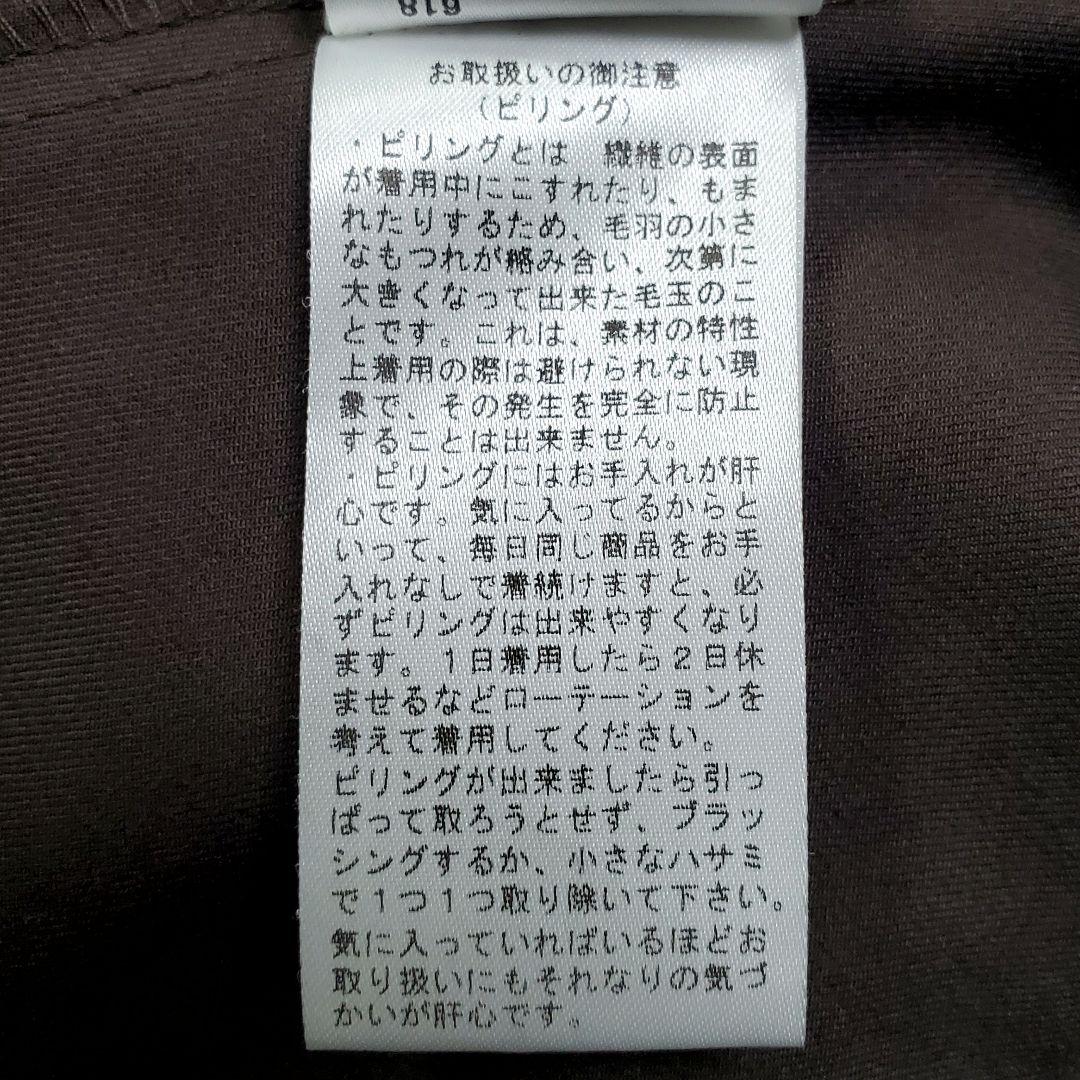 618
お取扱いの御注意
(ピリング)
・ピリングとは 繊維の表面
が着用中にこすれたり、もま
れたりするため、毛羽の小さ
なもつれが絡み合い、次第に
大きくなって出来た毛玉のこ
とです。これは、素材の特性
上着用の際は避けられない現
象で、その発生を完全に防止
することは出来ません。
・ピリングにはお手入れが肝
心です。気に入ってるからと
いって、毎日同じ商品をお手
入れなしで着続けますと、必
ずピリングは出来やすくなり
ます。1日着用したら2日休
ませるなどローテーションを
考えて着用してください。
ピリングが出来ましたら引っ
ぱって取ろうとせず、ブラッ
シングするか、小さなハサミ
で1つ1つ取り除いて下さい。
気に入っていればいるほどお
取り扱いにもそれなりの気づ
かいが肝心です。